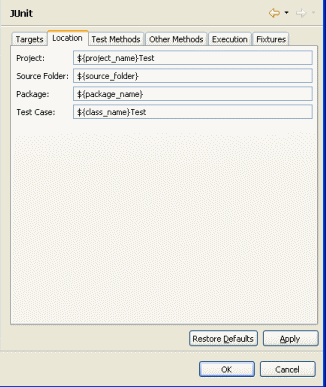 JUnit
Targets Location Test Methods Other Methods Execution Fixtures
Project: ${project_name}Test
Source Folder: ${source_folder}
Package: ${package_name}
Test Case: ${class_name}Test
Restore Defaults Apply
OK Cancel